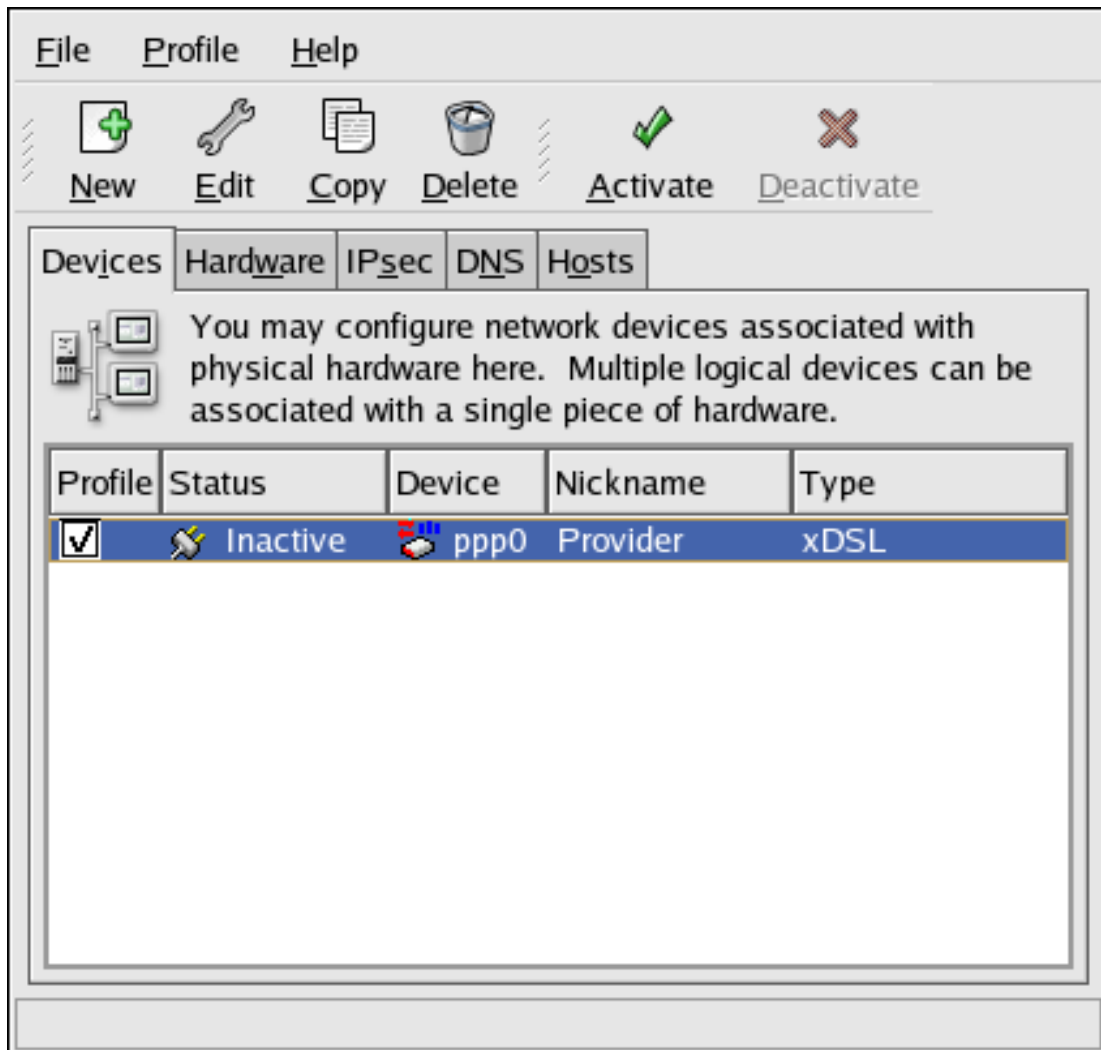 File Profile Help
New Edit Copy Delete Activate Deactivate
Devices Hardware IPsec DNS Hosts
You may configure network devices associated with
physical hardware here.  Multiple logical devices can be
associated with a single piece of hardware.
Profile Status Device Nickname Type
Inactive ppp0 Provider xDSL